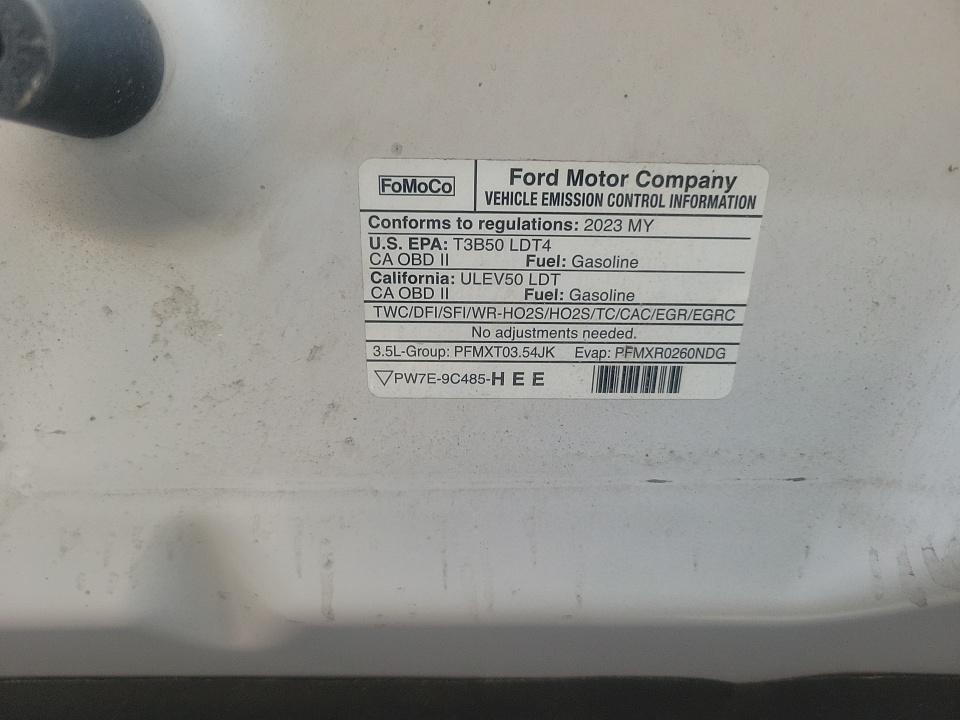 FoMoCo
Ford Motor Company
VEHICLE EMISSION CONTROL INFORMATION
Conforms to regulations: 2023 MY
U.S. EPA: T3B50 LDT4
CA OBD II Fuel: Gasoline
California: ULEV50 LDT
CA OBD II Fuel: Gasoline
TWC/DFI/SFI/WR-HO2S/HO2S/TC/CAC/EGR/EGRC
No adjustments needed.
3.5L-Group: PFMXT03.54JK Evap: PFMXR0260NDG
PW7E-9C485-HEE